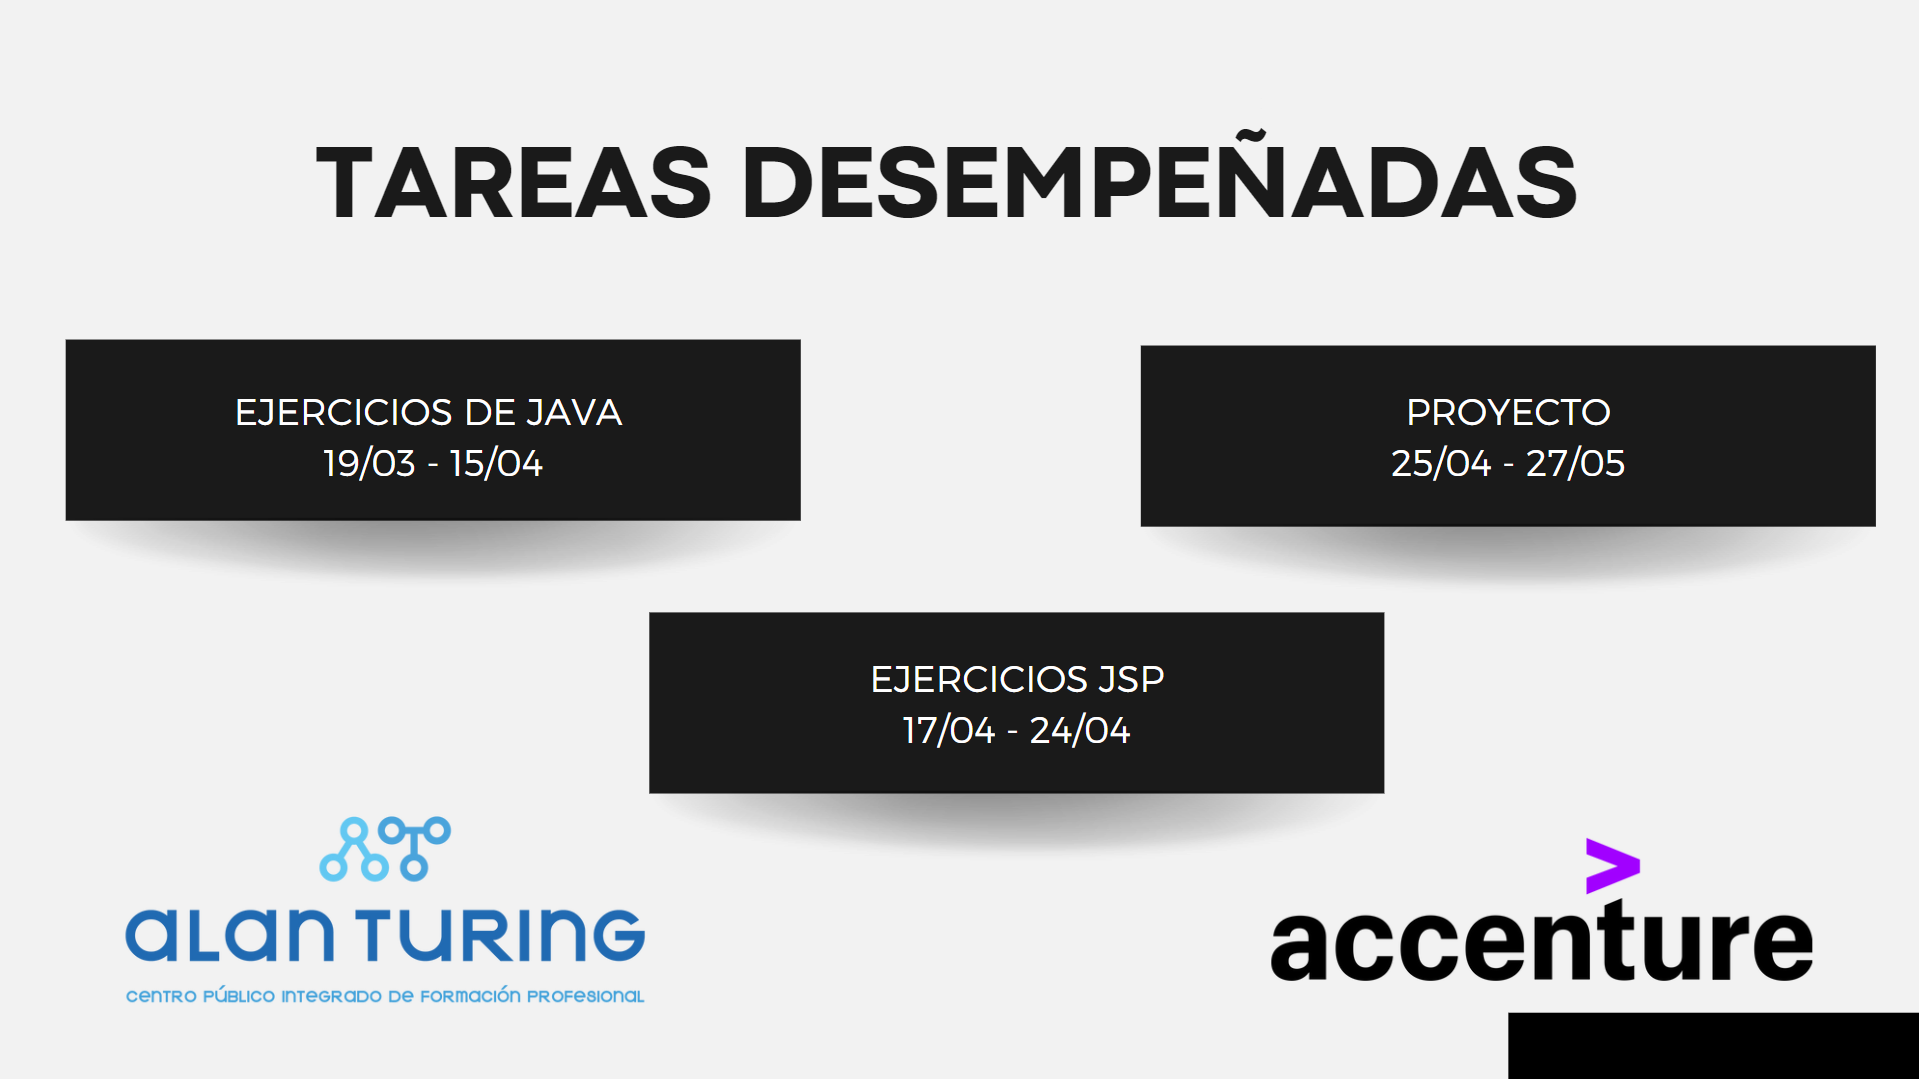 TAREAS DESEMPEÑADAS
EJERCICIOS DE JAVA
19/03 - 15/04
PROYECTO
25/04 - 27/05
EJERCICIOS JSP
17/04 - 24/04
ALAN TURING
CENTRO PÚBLICO INTEGRADO DE FORMACIÓN PROFESIONAL
>
accenture